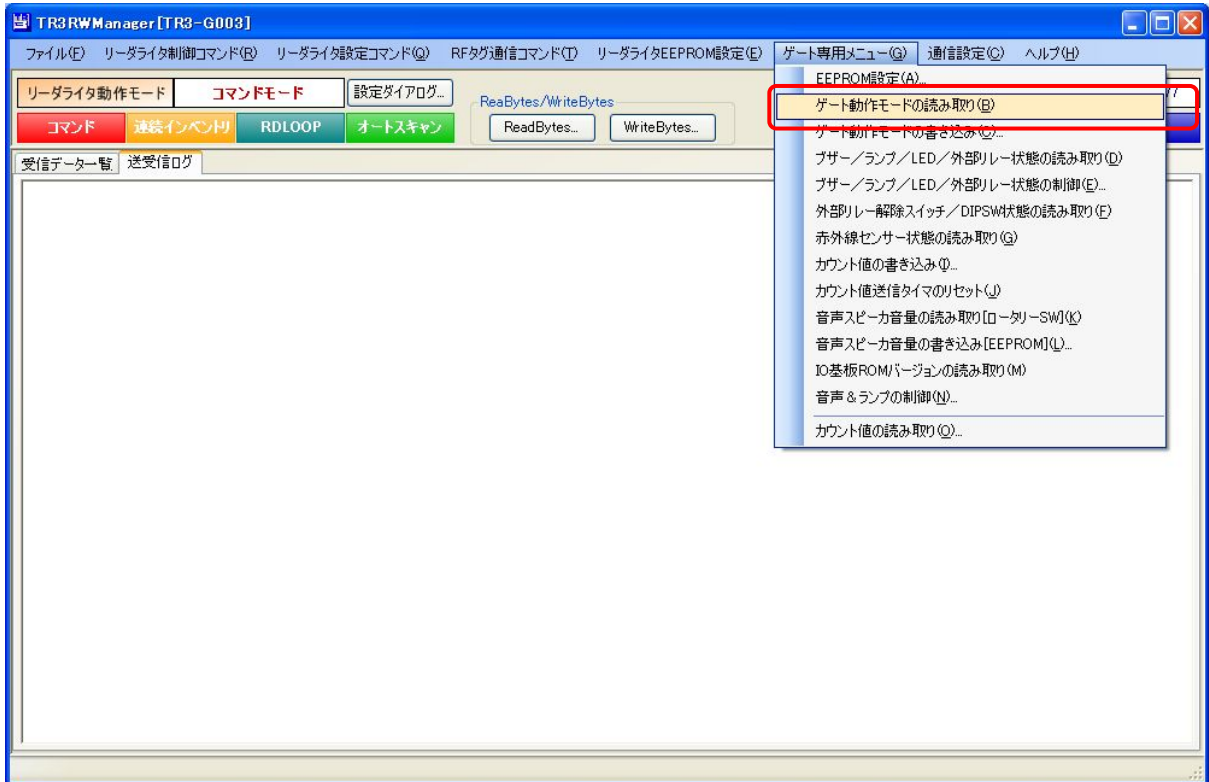 TR3RWManager[TR3-G003]
ファイル(F) リーダライタ制御コマンド(R) リーダライタ設定コマンド(Q) RFタグ通信コマンド(T) リーダライタEEPROM設定(E) ゲート専用メニュー(G) 通信設定(C) ヘルプ(H)
リーダライタ動作モード コマンドモード 設定ダイアログ...
ReaBytes/WriteBytes
コマンド 連続インベントリ RDLOOP オートスキャン ReadBytes... WriteBytes...
受信データ一覧 送受信ログ
EEPROM設定(A)...
ゲート動作モードの読み取り(B)
ゲート動作モードの書き込み(C)...
ブザー／ランプ／LED／外部リレー状態の読み取り(D)
ブザー／ランプ／LED／外部リレー状態の制御(E)...
外部リレー解除スイッチ／DIPSW状態の読み取り(F)
赤外線センサー状態の読み取り(G)
カウント値の書き込み(I)...
カウント値送信タイマのリセット(J)
音声スピーカ音量の読み取り[ロータリーSW](K)
音声スピーカ音量の書き込み[EEPROM](L)...
IO基板ROMバージョンの読み取り(M)
音声＆ランプの制御(N)...
カウント値の読み取り(O)...